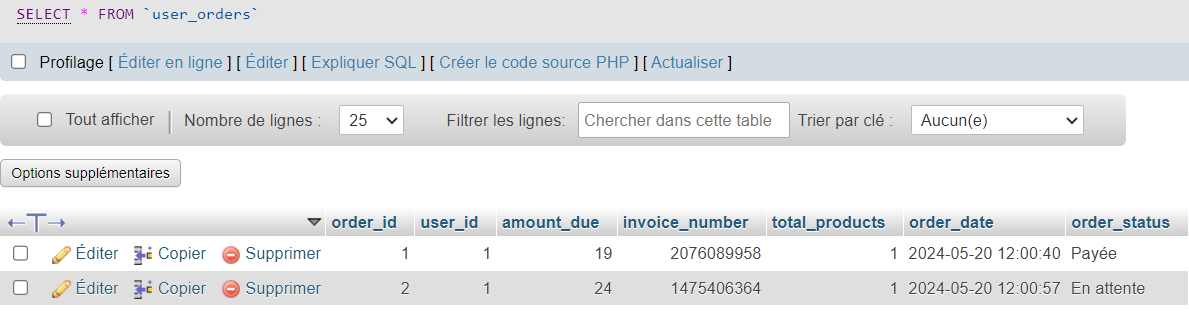 SELECT * FROM `user_orders`
Profilage [ Éditer en ligne ] [ Éditer ] [ Expliquer SQL ] [ Créer le code source PHP ] [ Actualiser ]
Tout afficher Nombre de lignes : 25 Filtrer les lignes: Chercher dans cette table Trier par clé : Aucun(e)
Options supplémentaires
←T→ order_id user_id amount_due invoice_number total_products order_date order_status
Éditer Copier Supprimer 1 1 19 2076089958 1 2024-05-20 12:00:40 Payée
Éditer Copier Supprimer 2 1 24 1475406364 1 2024-05-20 12:00:57 En attente